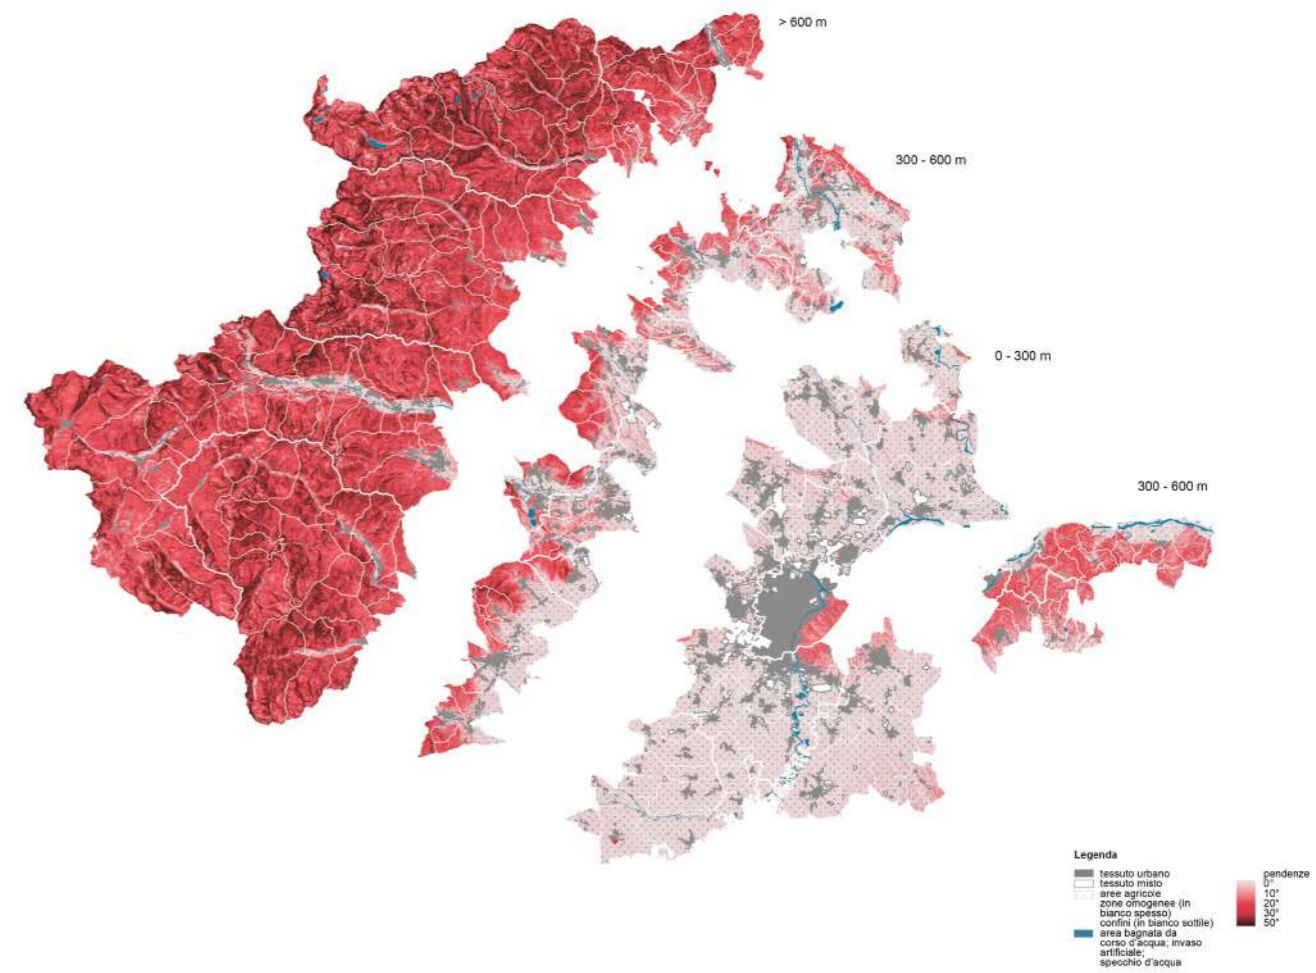 > 600 m
300 - 600 m
0 - 300 m
300 - 600 m
Legenda
tessuto urbano
tessuto misto
aree agricole
zone omogenee (in
bianco spesso)
confini (in bianco sottile)
area bagnata da
corso d'acqua; invaso
artificiale;
specchio d'acqua
pendenze
0°
10°
20°
30°
50°